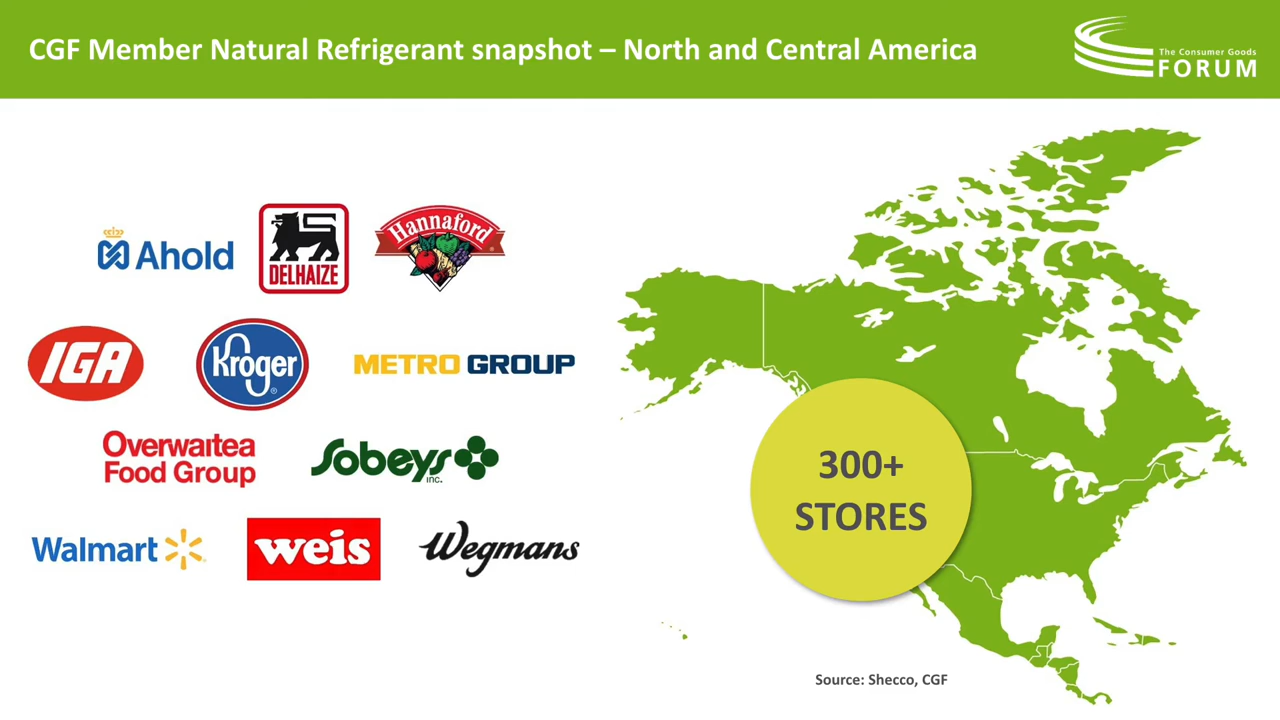 CGF Member Natural Refrigerant snapshot – North and Central America
The Consumer Goods
FORUM
Ahold
DELHAIZE
Hannaford
IGA
Kroger
METRO GROUP
Overwaitea
Food Group
Sobeys
inc.
Walmart
weis
Wegmans
300+
STORES
Source: Shecco, CGF